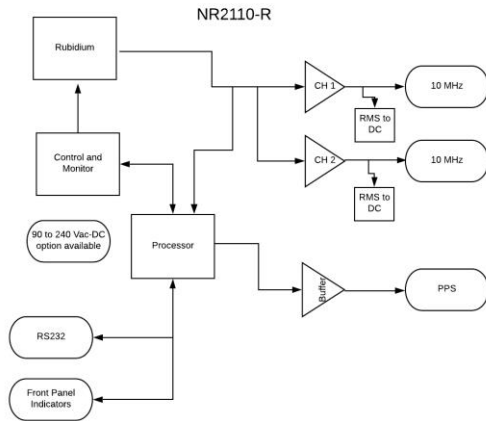 NR2110-R
Rubidium
CH 1
10 MHz
RMS to
DC
Control and
Monitor
CH 2
10 MHz
RMS to
DC
90 to 240 Vac-DC
option available
Processor
Buffer
PPS
RS232
Front Panel
Indicators